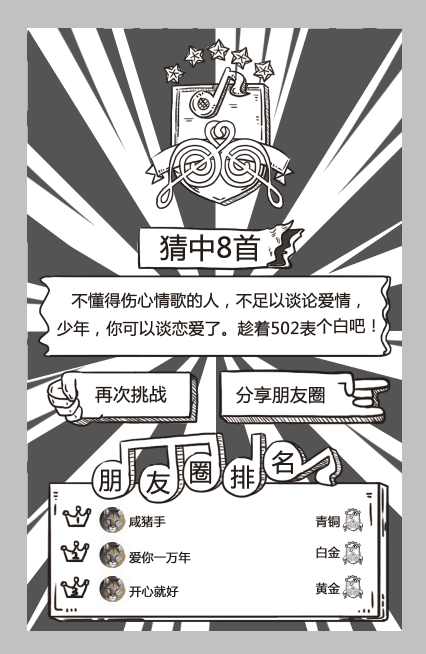 猜中8首
不懂得伤心情歌的人，不足以谈论爱情，
少年，你可以谈恋爱了。趁着502表个白吧！
再次挑战
分享朋友圈
朋友圈排名
1 咸猪手 青铜
2 爱你一万年 白金
3 开心就好 黄金